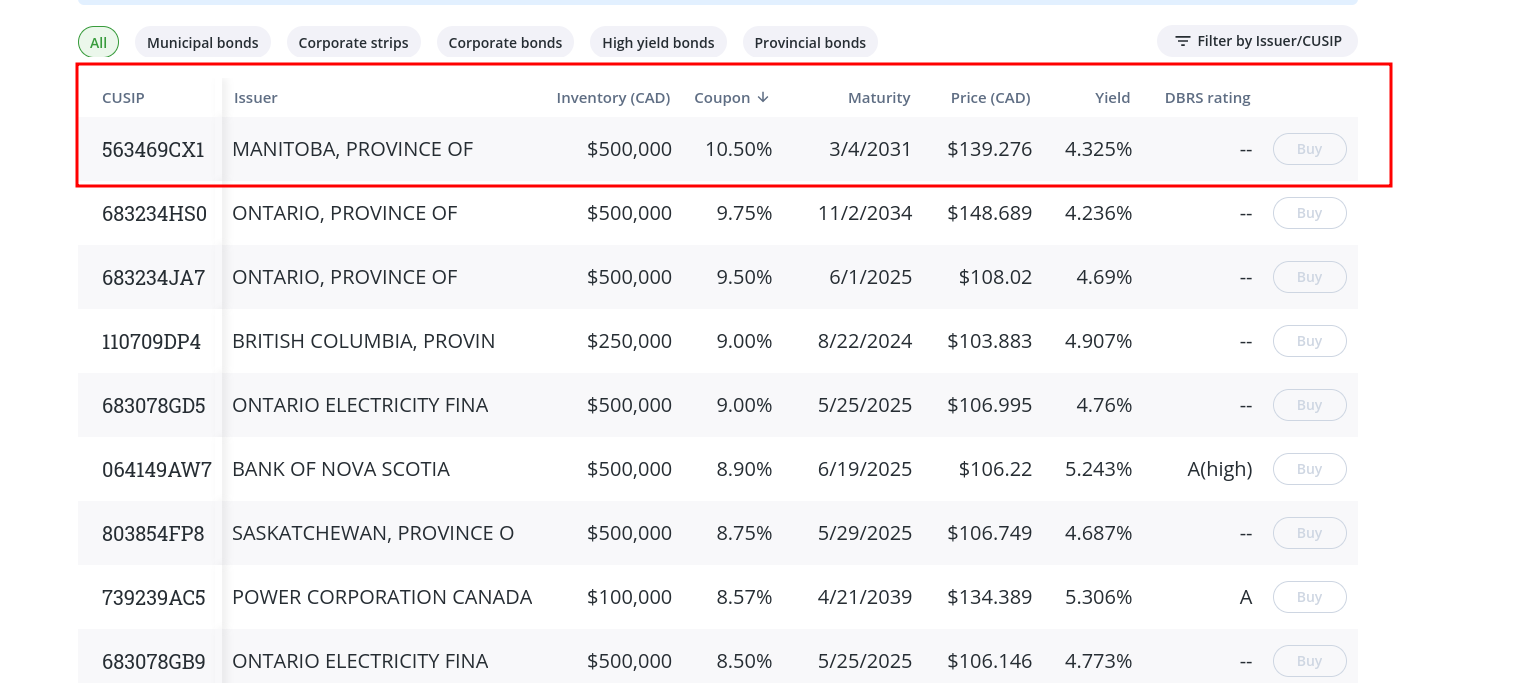 All Municipal bonds Corporate strips Corporate bonds High yield bonds Provincial bonds Filter by Issuer/CUSIP
CUSIP Issuer Inventory (CAD) Coupon ↓ Maturity Price (CAD) Yield DBRS rating
563469CX1 MANITOBA, PROVINCE OF $500,000 10.50% 3/4/2031 $139.276 4.325% -- Buy
683234HS0 ONTARIO, PROVINCE OF $500,000 9.75% 11/2/2034 $148.689 4.236% -- Buy
683234JA7 ONTARIO, PROVINCE OF $500,000 9.50% 6/1/2025 $108.02 4.69% -- Buy
110709DP4 BRITISH COLUMBIA, PROVIN $250,000 9.00% 8/22/2024 $103.883 4.907% -- Buy
683078GD5 ONTARIO ELECTRICITY FINA $500,000 9.00% 5/25/2025 $106.995 4.76% -- Buy
064149AW7 BANK OF NOVA SCOTIA $500,000 8.90% 6/19/2025 $106.22 5.243% A(high) Buy
803854FP8 SASKATCHEWAN, PROVINCE O $500,000 8.75% 5/29/2025 $106.749 4.687% -- Buy
739239AC5 POWER CORPORATION CANADA $100,000 8.57% 4/21/2039 $134.389 5.306% A Buy
683078GB9 ONTARIO ELECTRICITY FINA $500,000 8.50% 5/25/2025 $106.146 4.773% -- Buy